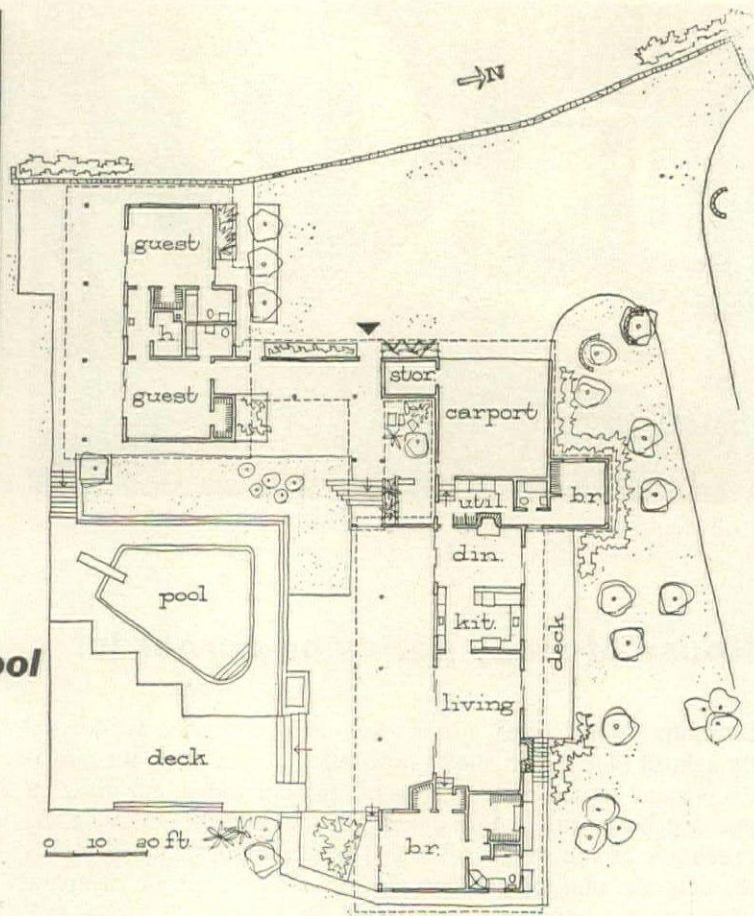 N
guest
h
guest
stor.
carport
util.
br.
din.
pool
kit.
deck
ool
living
deck
0 10 20 ft.
br.